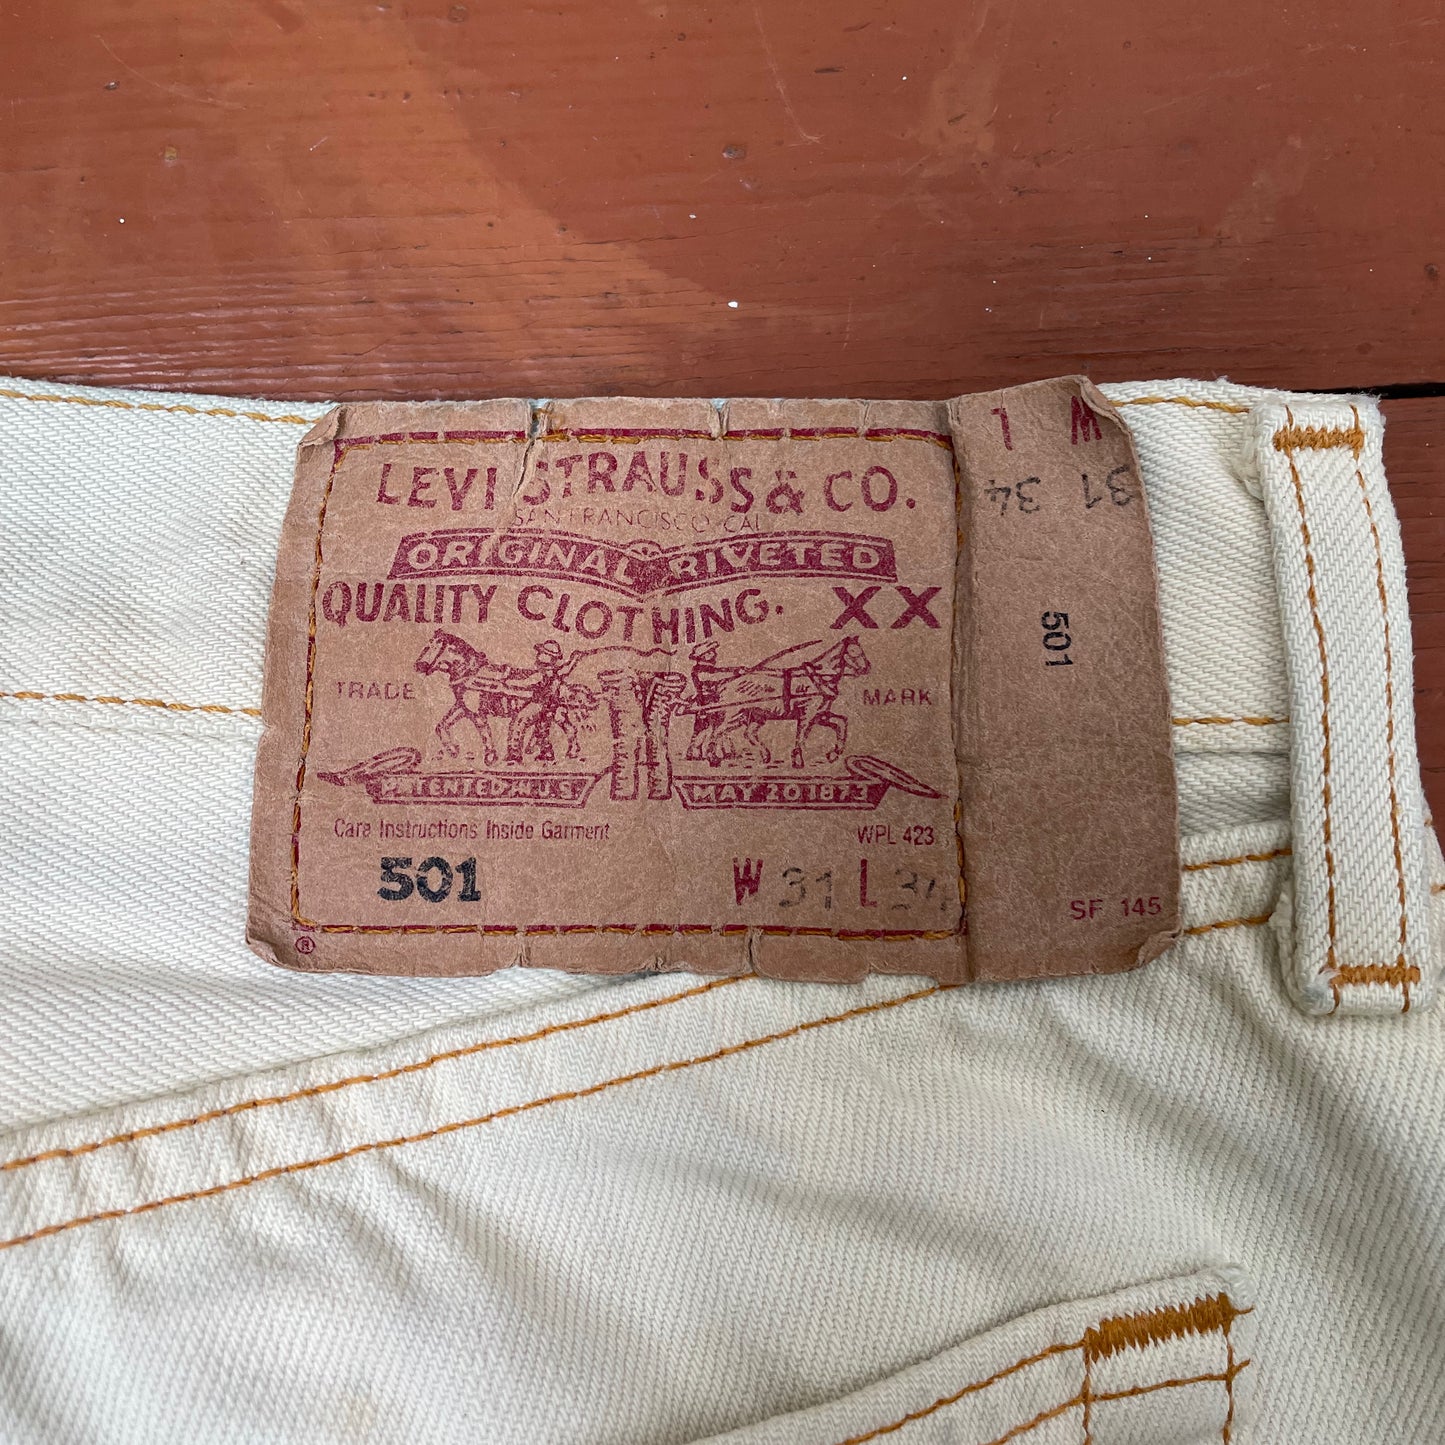 LEVI STRAUSS & CO.
SAN FRANCISCO CAL
ORIGINAL RIVETED
QUALITY CLOTHING. XX
TRADE MARK
PATENTED IN U.S. MAY 20 1873
Care Instructions Inside Garment WPL 423
501 W 31 L 34
®
W L
31 34
501
SF 145